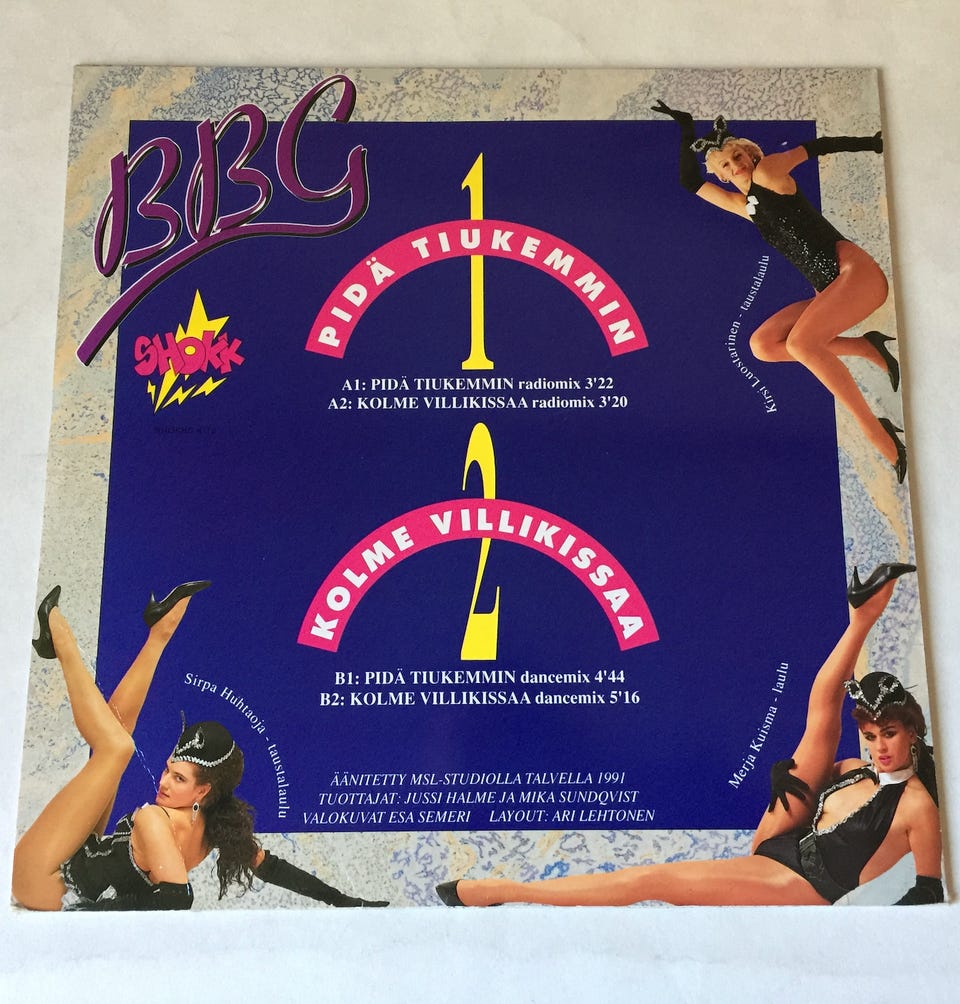 BBG
SHOKK
1
PIDÄ TIUKEMMIN
A1: PIDÄ TIUKEMMIN radiomix 3'22
A2: KOLME VILLIKISSAA radiomix 3'20
Kirsi Luostarinen - taustalaulu
2
KOLME VILLIKISSAA
B1: PIDÄ TIUKEMMIN dancemix 4'44
B2: KOLME VILLIKISSAA dancemix 5'16
Sirpa Huhtaoja - taustalaulu
Merja Kuisma - laulu
ÄÄNITETTY MSL-STUDIOLLA TALVELLA 1991
TUOTTAJAT: JUSSI HALME JA MIKA SUNDQVIST
VALOKUVAT ESA SEMERI LAYOUT: ARI LEHTONEN